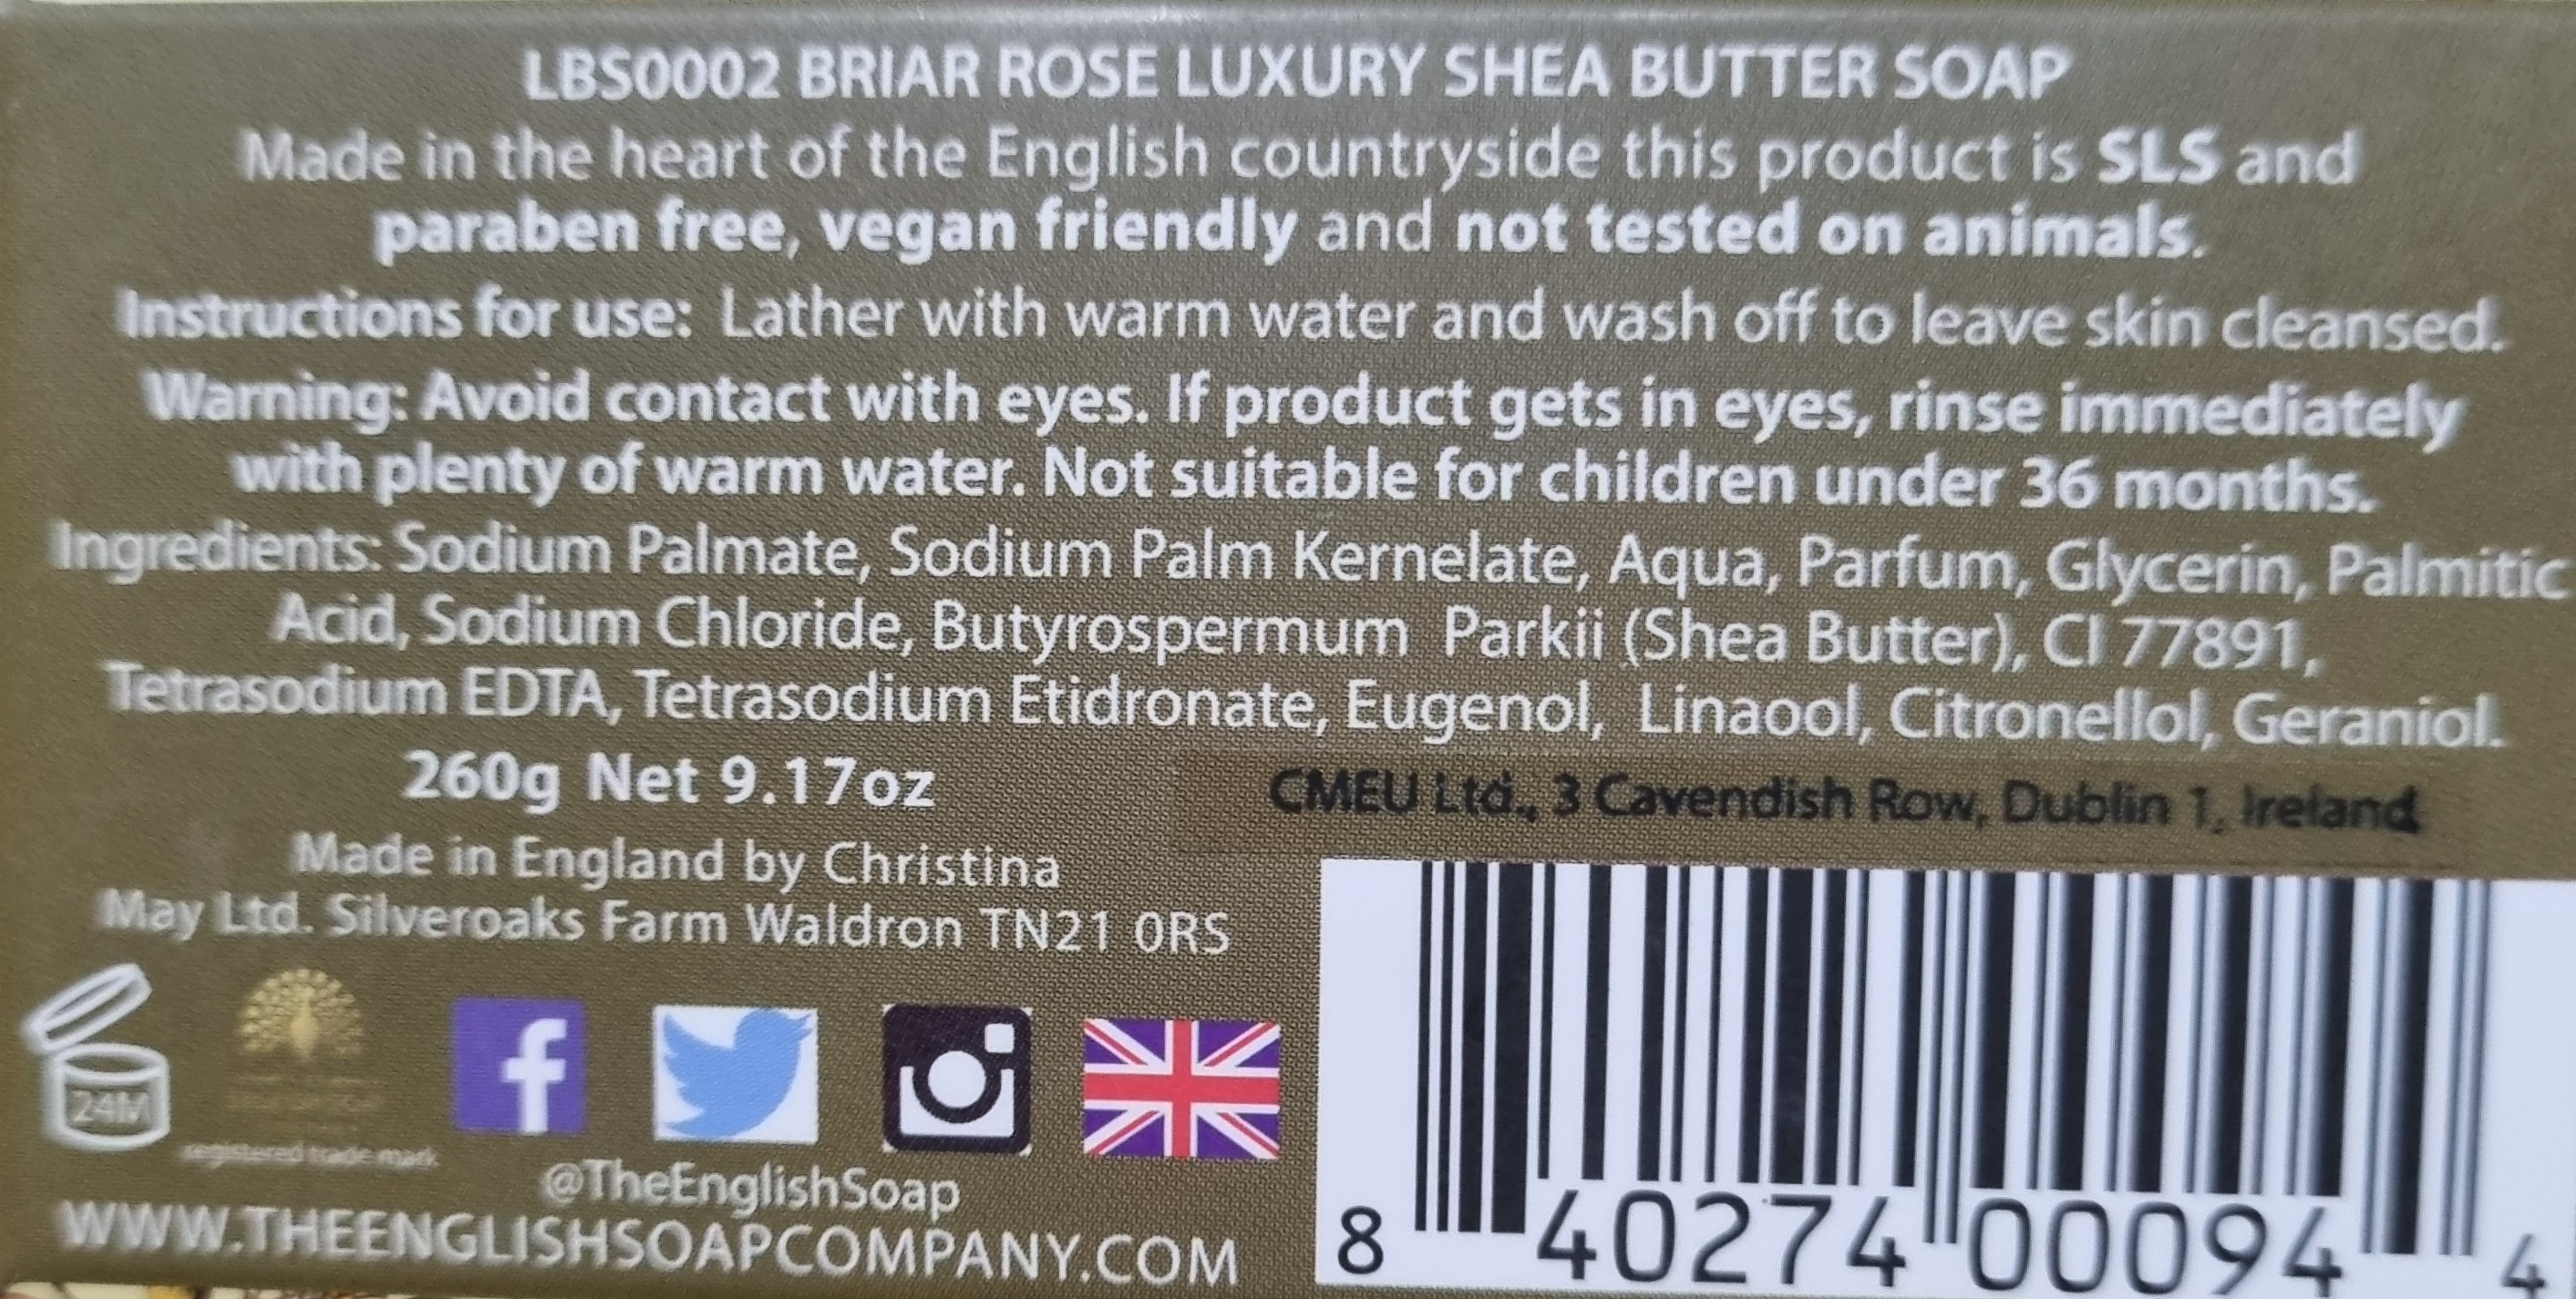 LBS0002 BRIAR ROSE LUXURY SHEA BUTTER SOAP
Made in the heart of the English countryside this product is SLS and
paraben free, vegan friendly and not tested on animals.
Instructions for use: Lather with warm water and wash off to leave skin cleansed.
Warning: Avoid contact with eyes. If product gets in eyes, rinse immediately
with plenty of warm water. Not suitable for children under 36 months.
Ingredients: Sodium Palmate, Sodium Palm Kernelate, Aqua, Parfum, Glycerin, Palmitic
Acid, Sodium Chloride, Butyrospermum Parkii (Shea Butter), CI 77891,
Tetrasodium EDTA, Tetrasodium Etidronate, Eugenol, Linaool, Citronellol, Geraniol.
260g Net 9.17oz
CMEU Ltd., 3 Cavendish Row, Dublin 1, Ireland
Made in England by Christina
May Ltd. Silveroaks Farm Waldron TN21 0RS
24M
registered trade mark
@TheEnglishSoap
WWW.THEENGLISHSOAPCOMPANY.COM
8 40274 00094 4